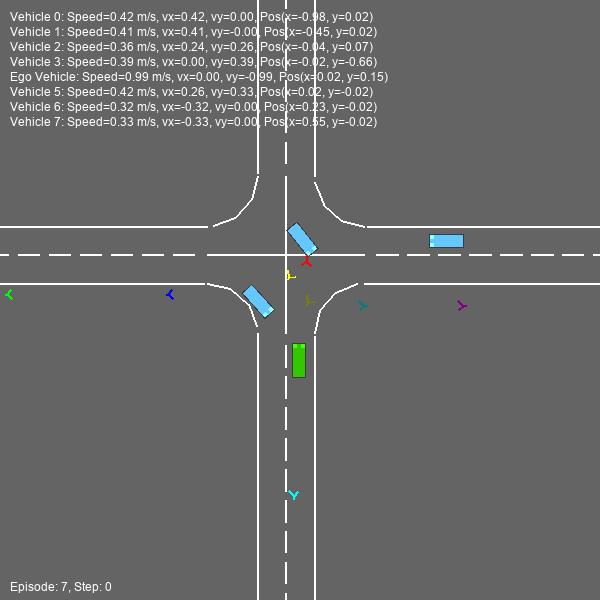 Vehicle 0: Speed=0.42 m/s, vx=0.42, vy=0.00, Pos(x=-0.98, y=0.02)
Vehicle 1: Speed=0.41 m/s, vx=0.41, vy=-0.00, Pos(x=-0.45, y=0.02)
Vehicle 2: Speed=0.36 m/s, vx=0.24, vy=0.26, Pos(x=-0.04, y=0.07)
Vehicle 3: Speed=0.39 m/s, vx=0.00, vy=0.39, Pos(x=-0.02, y=-0.66)
Ego Vehicle: Speed=0.99 m/s, vx=0.00, vy=-0.99, Pos(x=0.02, y=0.15)
Vehicle 5: Speed=0.42 m/s, vx=0.26, vy=0.33, Pos(x=0.02, y=-0.02)
Vehicle 6: Speed=0.32 m/s, vx=-0.32, vy=0.00, Pos(x=0.23, y=-0.02)
Vehicle 7: Speed=0.33 m/s, vx=-0.33, vy=0.00, Pos(x=0.55, y=-0.02)
Episode: 7, Step: 0